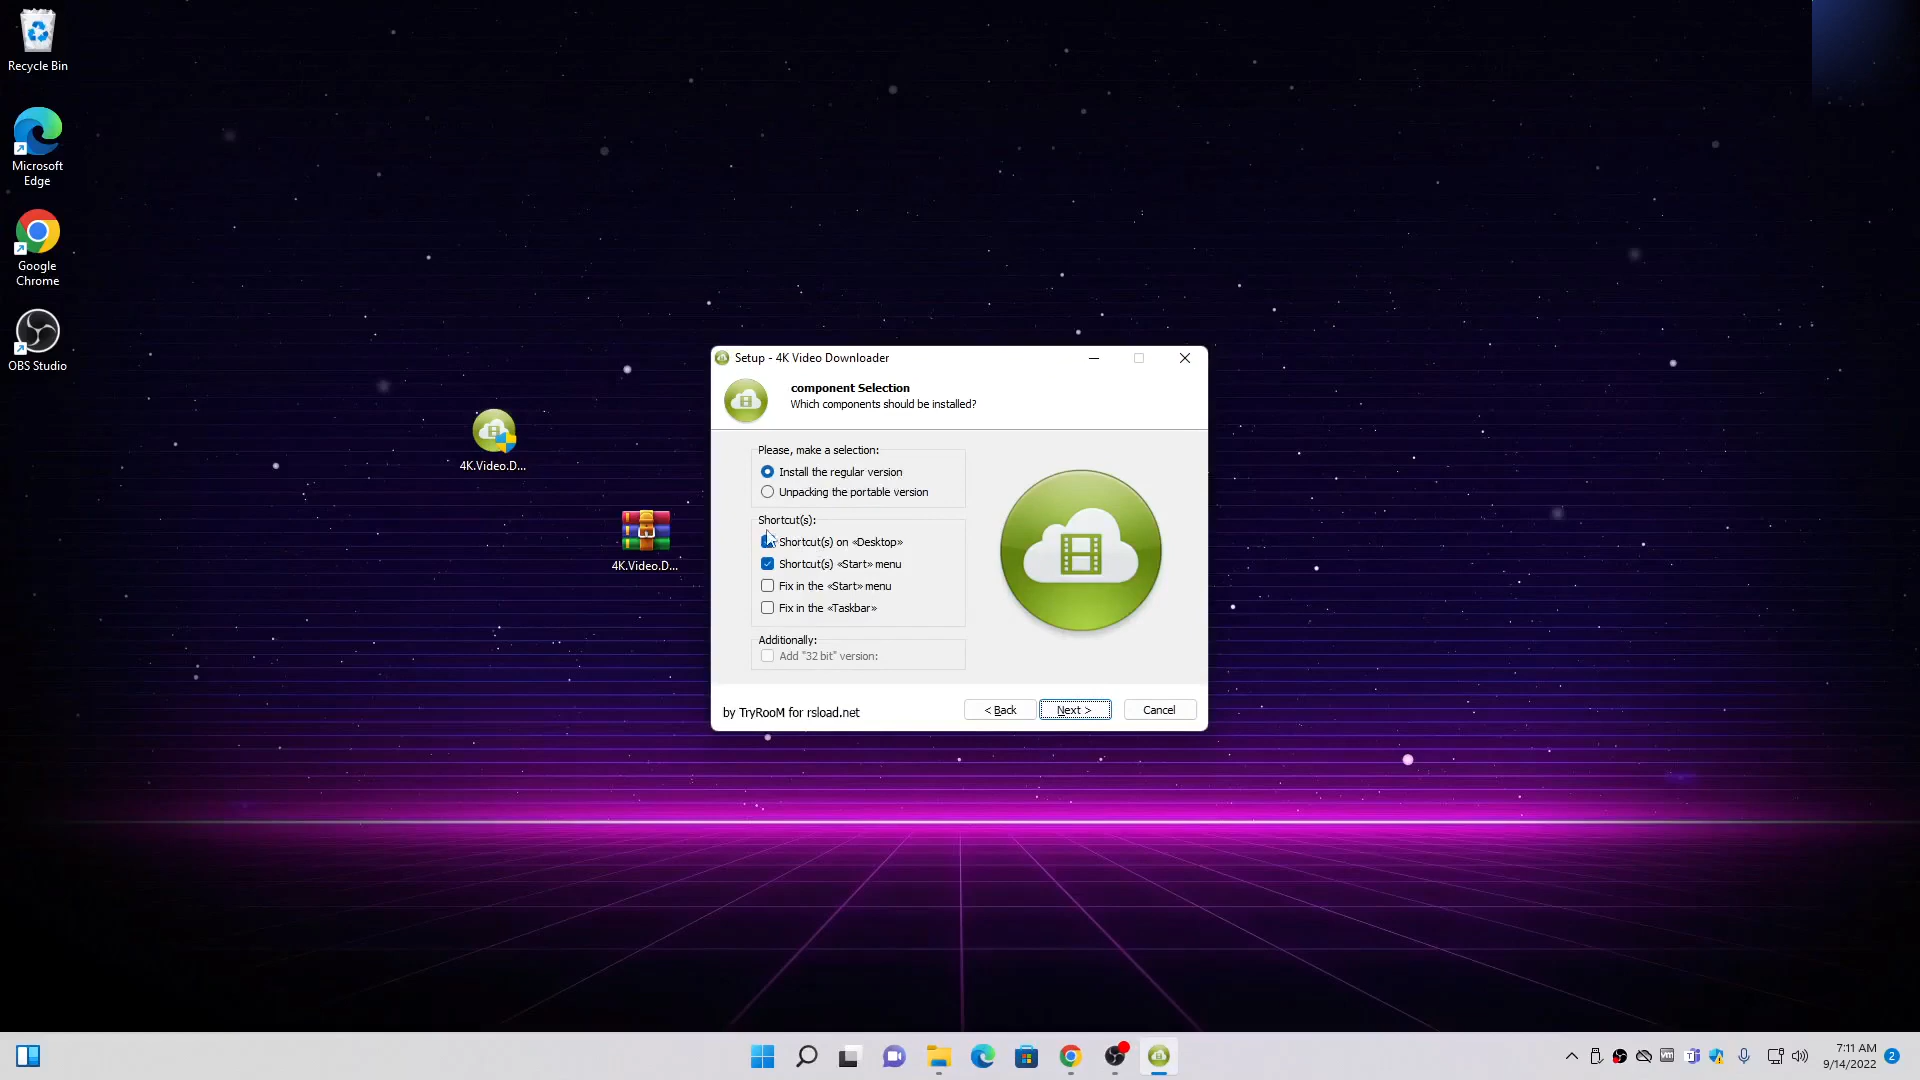 Recycle Bin
Microsoft
Edge
Google
Chrome
OBS Studio
4K.Video.D...
4K.Video.D...
Setup - 4K Video Downloader
component Selection
Which components should be installed?
Please, make a selection:
Install the regular version
Unpacking the portable version
Shortcut(s):
Shortcut(s) on «Desktop»
Shortcut(s) «Start» menu
Fix in the «Start» menu
Fix in the «Taskbar»
Additionally:
Add "32 bit" version:
by TryRooM for rsload.net
< Back
Next >
Cancel
7:11 AM
9/14/2022
2